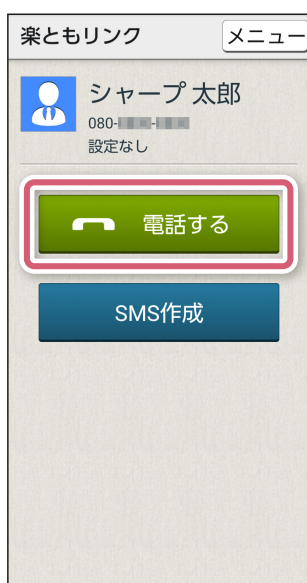 楽ともリンク
メニュー
シャープ 太郎
080-
設定なし
電話する
SMS作成